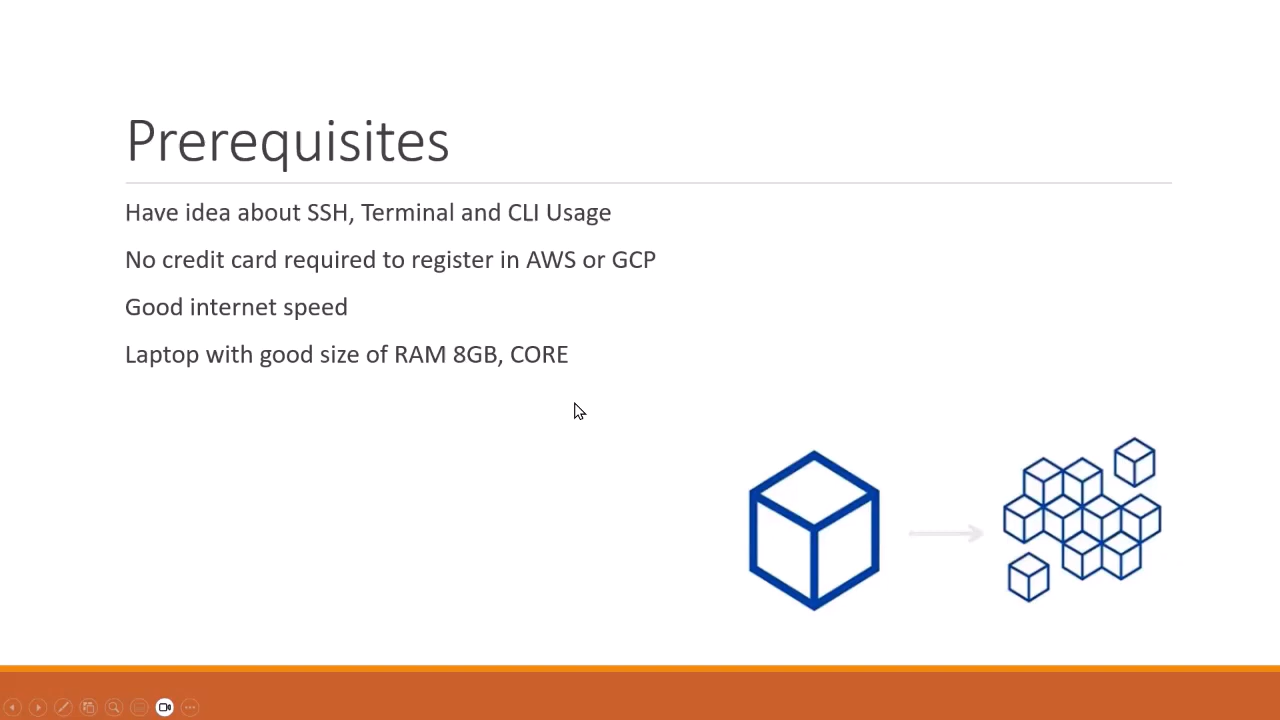 Prerequisites
Have idea about SSH, Terminal and CLI Usage
No credit card required to register in AWS or GCP
Good internet speed
Laptop with good size of RAM 8GB, CORE